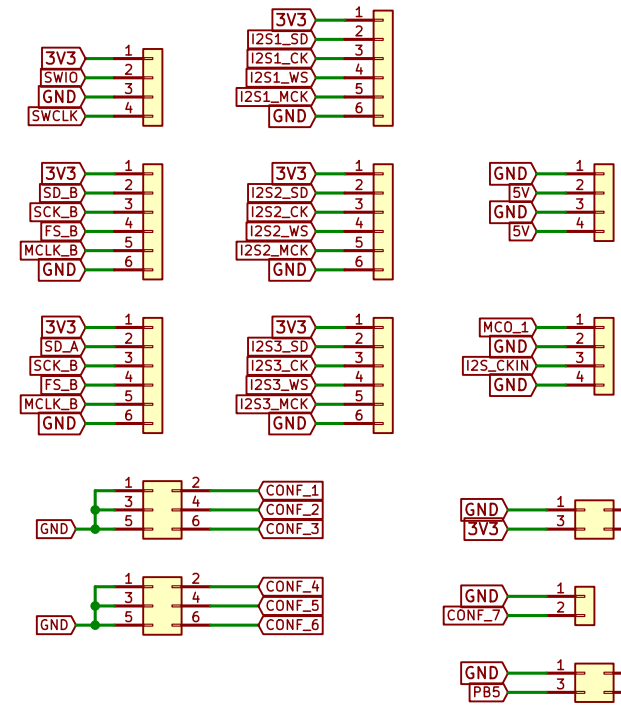 3V3 1
SWIO 2
GND 3
SWCLK 4
3V3 1
I2S1_SD 2
I2S1_CK 3
I2S1_WS 4
I2S1_MCK 5
GND 6
3V3 1
SD_B 2
SCK_B 3
FS_B 4
MCLK_B 5
GND 6
3V3 1
I2S2_SD 2
I2S2_CK 3
I2S2_WS 4
I2S2_MCK 5
GND 6
GND 1
5V 2
GND 3
5V 4
3V3 1
SD_A 2
SCK_B 3
FS_B 4
MCLK_B 5
GND 6
3V3 1
I2S3_SD 2
I2S3_CK 3
I2S3_WS 4
I2S3_MCK 5
GND 6
MCO_1 1
GND 2
I2S_CKIN 3
GND 4
1 2 CONF_1
3 4 CONF_2
GND 5 6 CONF_3
GND 1
3V3 3
1 2 CONF_4
3 4 CONF_5
GND 5 6 CONF_6
GND 1
CONF_7 2
GND 1
PB5 3